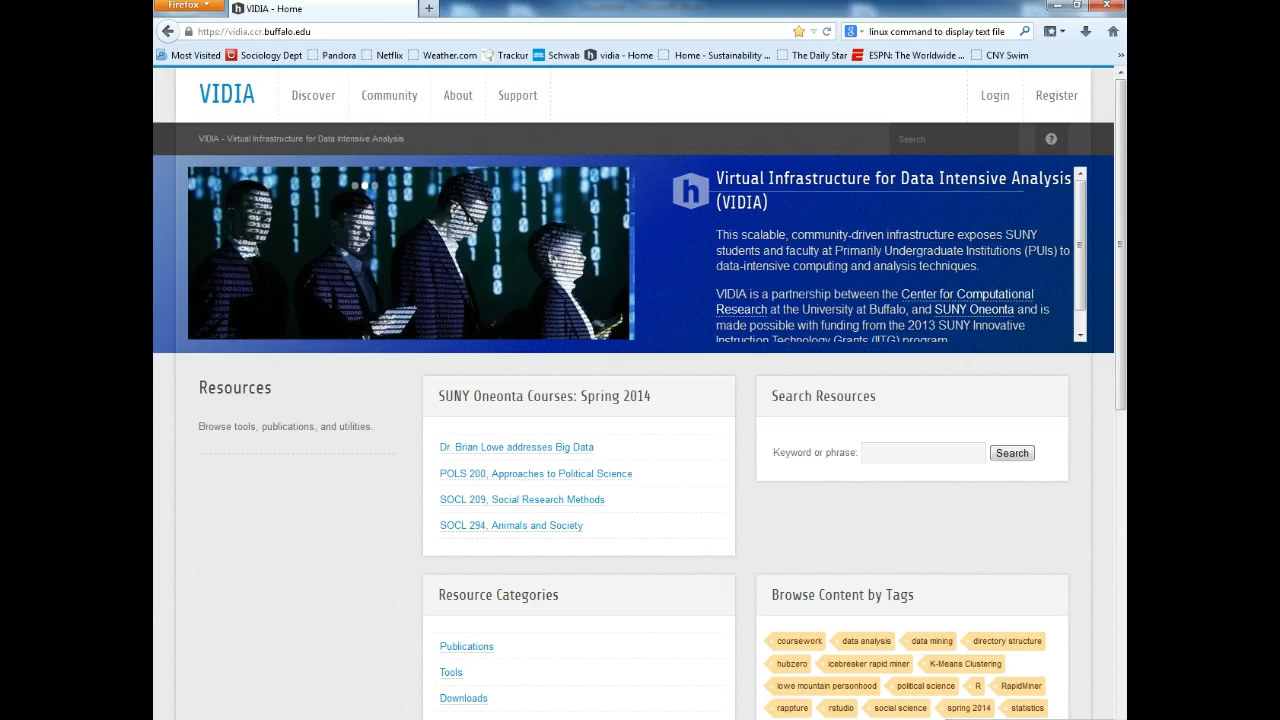 Firefox
VIDIA - Home
https://vidia.ccr.buffalo.edu
linux command to display text file
Most Visited
Sociology Dept
Pandora
Netflix
Weather.com
Trackur
Schwab
vidia - Home
Home - Sustainability ...
The Daily Star
ESPN: The Worldwide ...
CNY Swim
VIDIA
Discover
Community
About
Support
Login
Register
VIDIA - Virtual Infrastructure for Data Intensive Analysis
Search
?
h
Virtual Infrastructure for Data Intensive Analysis
(VIDIA)
This scalable, community-driven infrastructure exposes SUNY
students and faculty at Primarily Undergraduate Institutions (PUIs) to
data-intensive computing and analysis techniques.
VIDIA is a partnership between the Center for Computational
Research at the University at Buffalo, and SUNY Oneonta and is
made possible with funding from the 2013 SUNY Innovative
Instruction Technology Grants (IITG) program.
Resources
Browse tools, publications, and utilities.
SUNY Oneonta Courses: Spring 2014
Dr. Brian Lowe addresses Big Data
POLS 200, Approaches to Political Science
SOCL 209, Social Research Methods
SOCL 294, Animals and Society
Search Resources
Keyword or phrase:
Search
Resource Categories
Publications
Tools
Downloads
Browse Content by Tags
coursework
data analysis
data mining
directory structure
hubzero
icebreaker rapid miner
K-Means Clustering
lowe mountain personhood
political science
R
RapidMiner
rappture
rstudio
social science
spring 2014
statistics